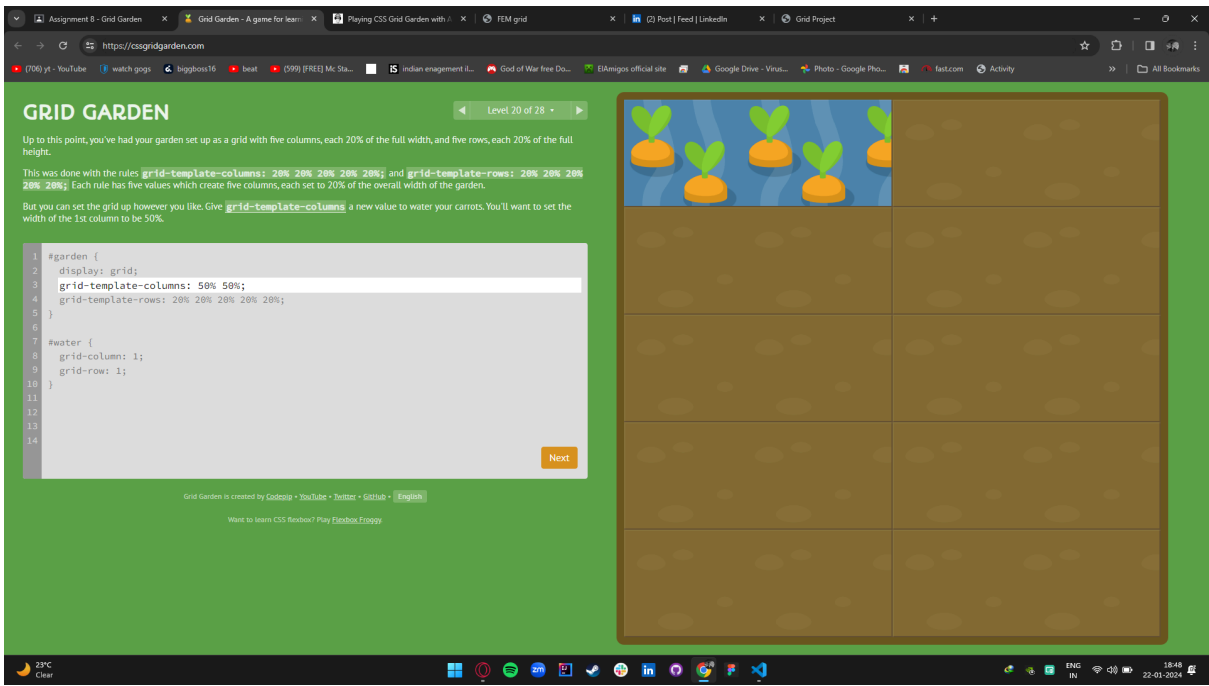 Assignment 8 - Grid Garden
Grid Garden - A game for learn
Playing CSS Grid Garden with A
FEM grid
(2) Post | Feed | LinkedIn
Grid Project
https://cssgridgarden.com
(706) yt - YouTube
watch gogs
biggboss16
beat
(599) [FREE] Mc Sta...
indian enagement il...
God of War free Do...
ElAmigos official site
Google Drive - Virus...
Photo - Google Pho...
fast.com
Activity
All Bookmarks
GRID GARDEN
Level 20 of 28
Up to this point, you've had your garden set up as a grid with five columns, each 20% of the full width, and five rows, each 20% of the full
height.
This was done with the rules grid-template-columns: 20% 20% 20% 20% 20%; and grid-template-rows: 20% 20% 20%
20% 20%; Each rule has five values which create five columns, each set to 20% of the overall width of the garden.
But you can set the grid up however you like. Give grid-template-columns a new value to water your carrots. You'll want to set the
width of the 1st column to be 50%.
1 #garden {
2 display: grid;
3 grid-template-columns: 50% 50%;
4 grid-template-rows: 20% 20% 20% 20% 20%;
5 }
6
7 #water {
8 grid-column: 1;
9 grid-row: 1;
10 }
11
12
13
14
Next
Grid Garden is created by Codepip • YouTube • Twitter • GitHub • English
Want to learn CSS flexbox? Play Flexbox Froggy.
23°C
Clear
zm
in
ENG
IN
18:48
22-01-2024